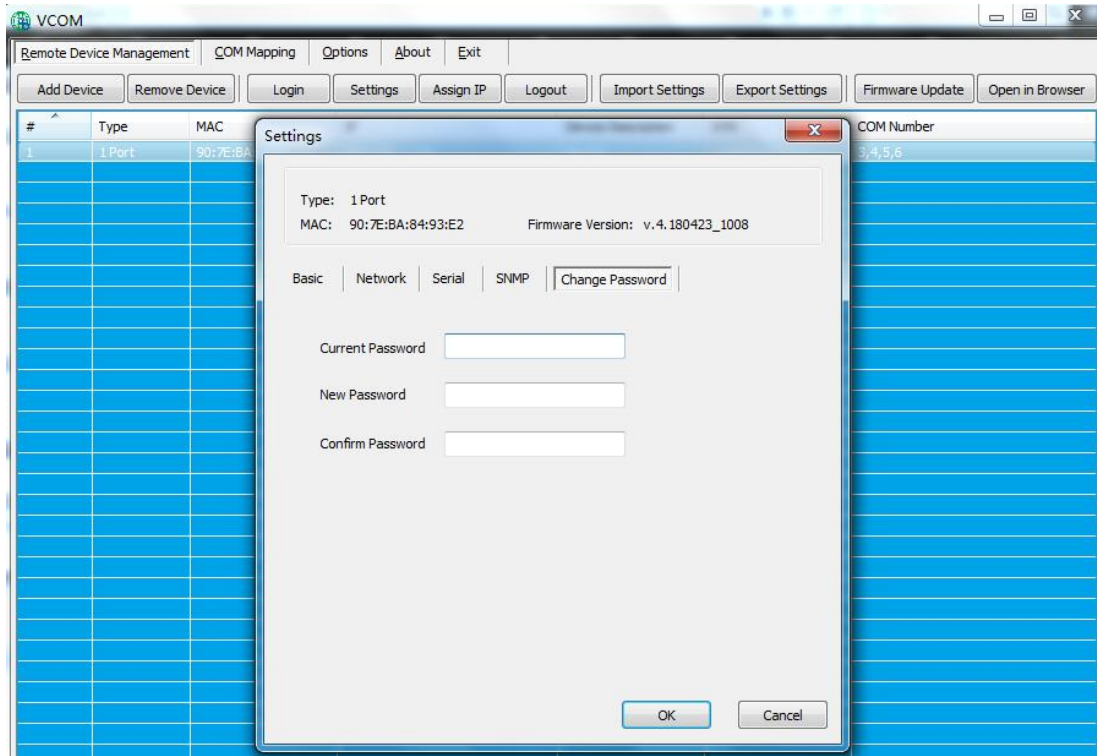 VCOM
Remote Device Management COM Mapping Options About Exit
Add Device Remove Device Login Settings Assign IP Logout Import Settings Export Settings Firmware Update Open in Browser
# Type MAC COM Number
1 1 Port 90:7E:BA 3,4,5,6
Settings
Type: 1 Port
MAC: 90:7E:BA:84:93:E2 Firmware Version: v.4.180423_1008
Basic Network Serial SNMP Change Password
Current Password
New Password
Confirm Password
OK Cancel